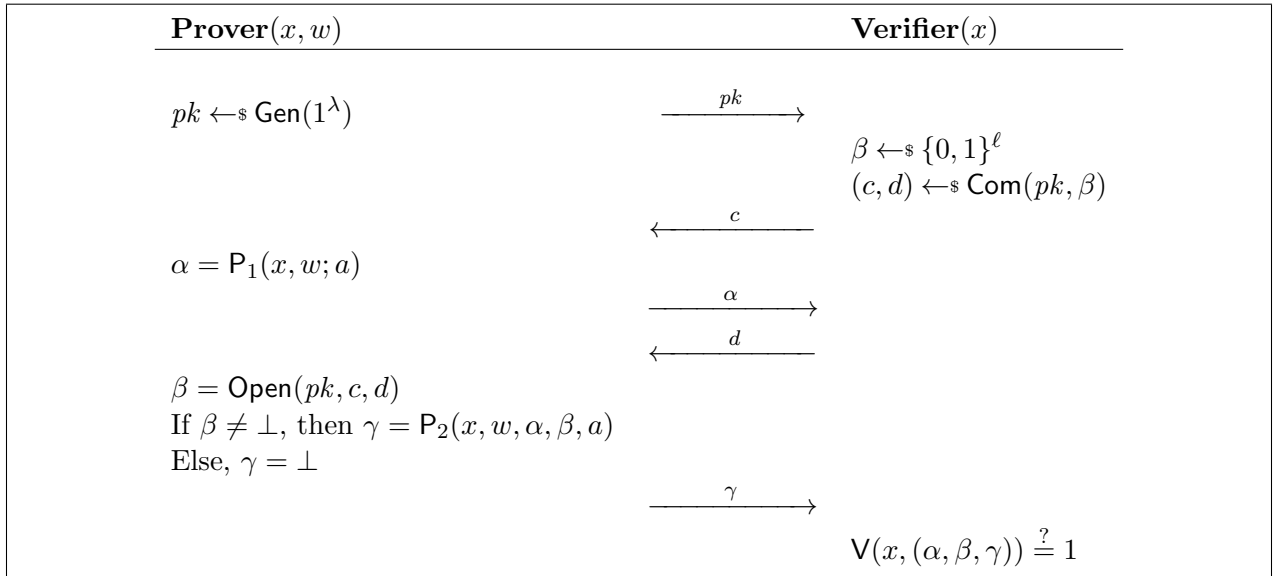 Prover(x, w) Verifier(x)
pk ←$ Gen(1^λ) pk
β ←$ {0, 1}^ℓ
(c, d) ←$ Com(pk, β)
c
α = P₁(x, w; a)
α
d
β = Open(pk, c, d)
If β ≠ ⊥, then γ = P₂(x, w, α, β, a)
Else, γ = ⊥
γ
V(x, (α, β, γ)) ≟ 1